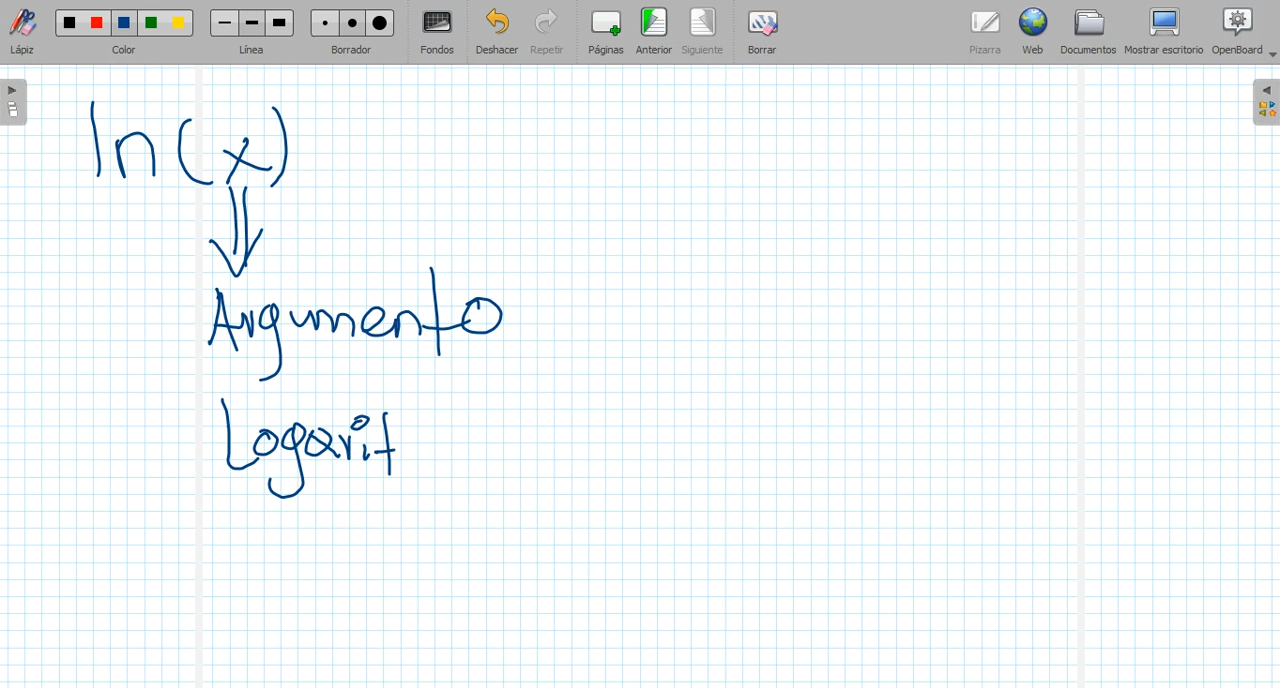 Lápiz Color Línea Borrador Fondos Deshacer Repetir Páginas Anterior Siguiente Borrar Pizarra Web Documentos Mostrar escritorio OpenBoard
ln(x)
Argumento
Logarit